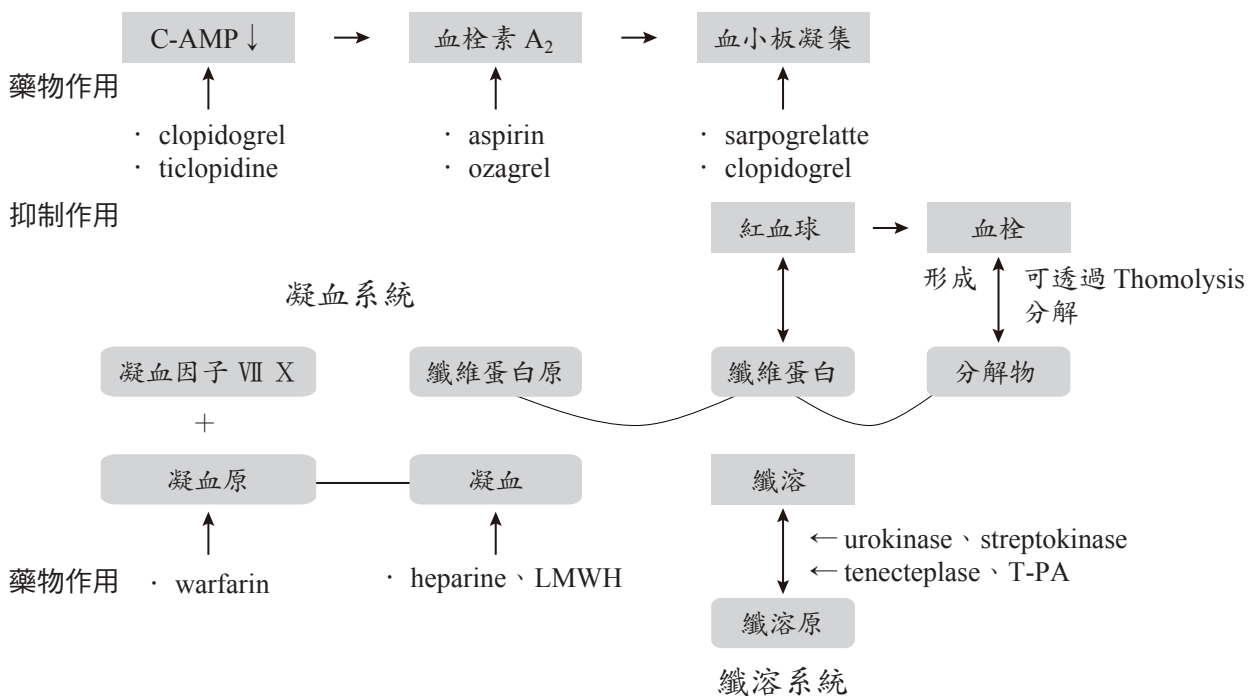 C-AMP↓ → 血栓素 A₂ → 血小板凝集
藥物作用
· clopidogrel
· ticlopidine
· aspirin
· ozagrel
· sarpogrelatte
· clopidogrel
抑制作用
紅血球 → 血栓
形成
可透過 Thomolysis
分解
凝血系統
凝血因子 Ⅶ X
纖維蛋白原
纖維蛋白
分解物
+
凝血原
凝血
纖溶
← urokinase、streptokinase
← tenecteplase、T-PA
藥物作用
· warfarin
· heparine、LMWH
纖溶原
纖溶系統